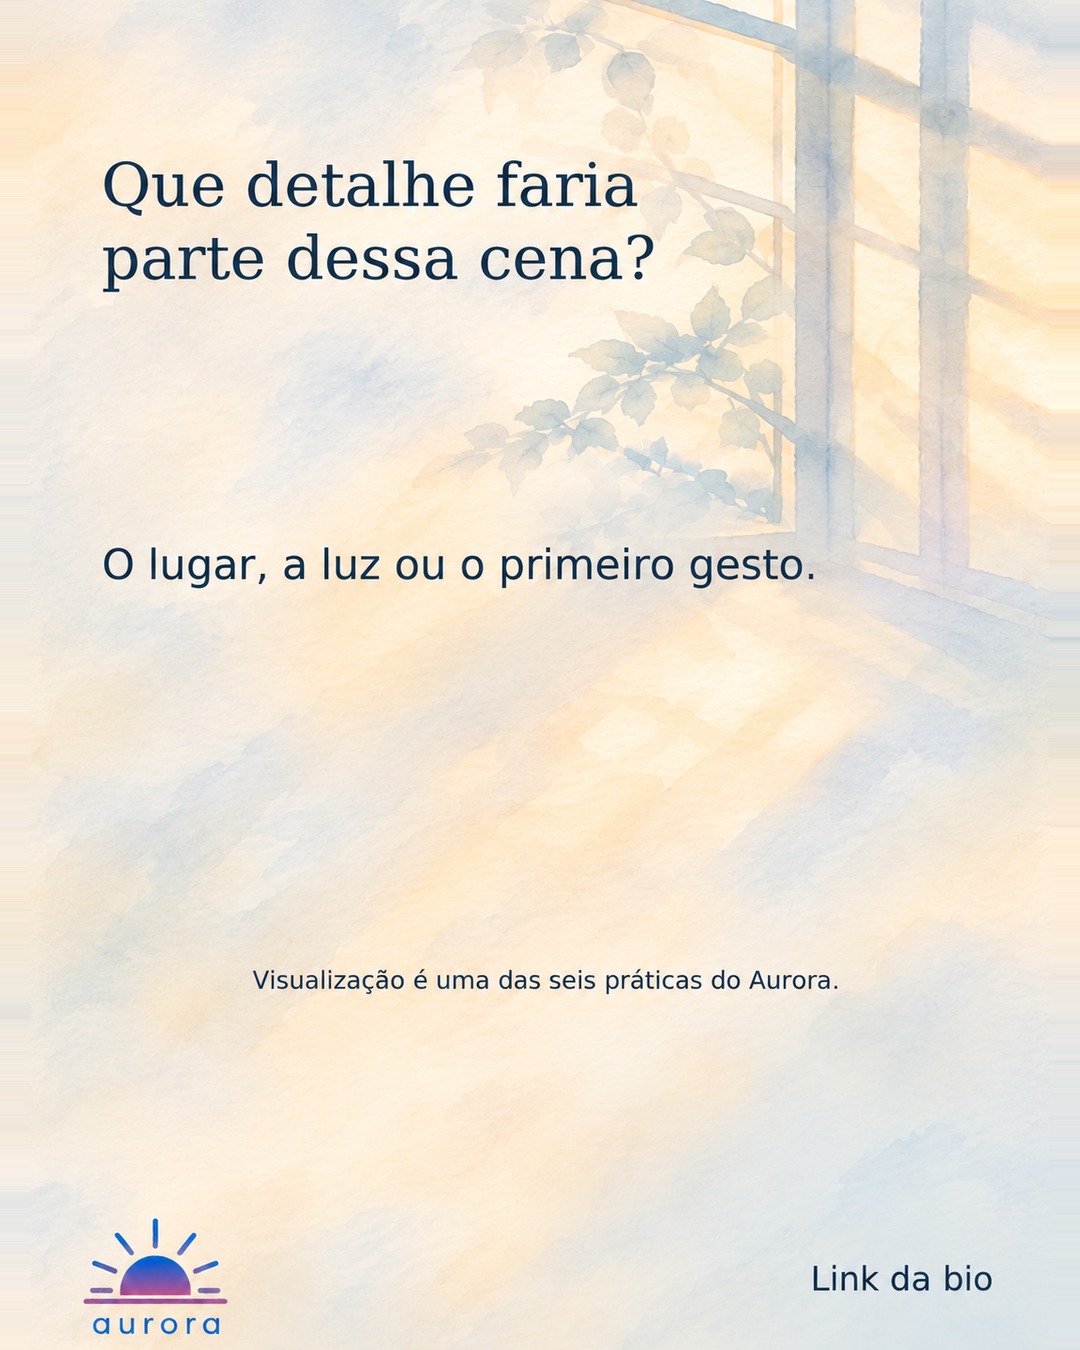 Que detalhe faria
parte dessa cena?
O lugar, a luz ou o primeiro gesto.
Visualização é uma das seis práticas do Aurora.
aurora
Link da bio